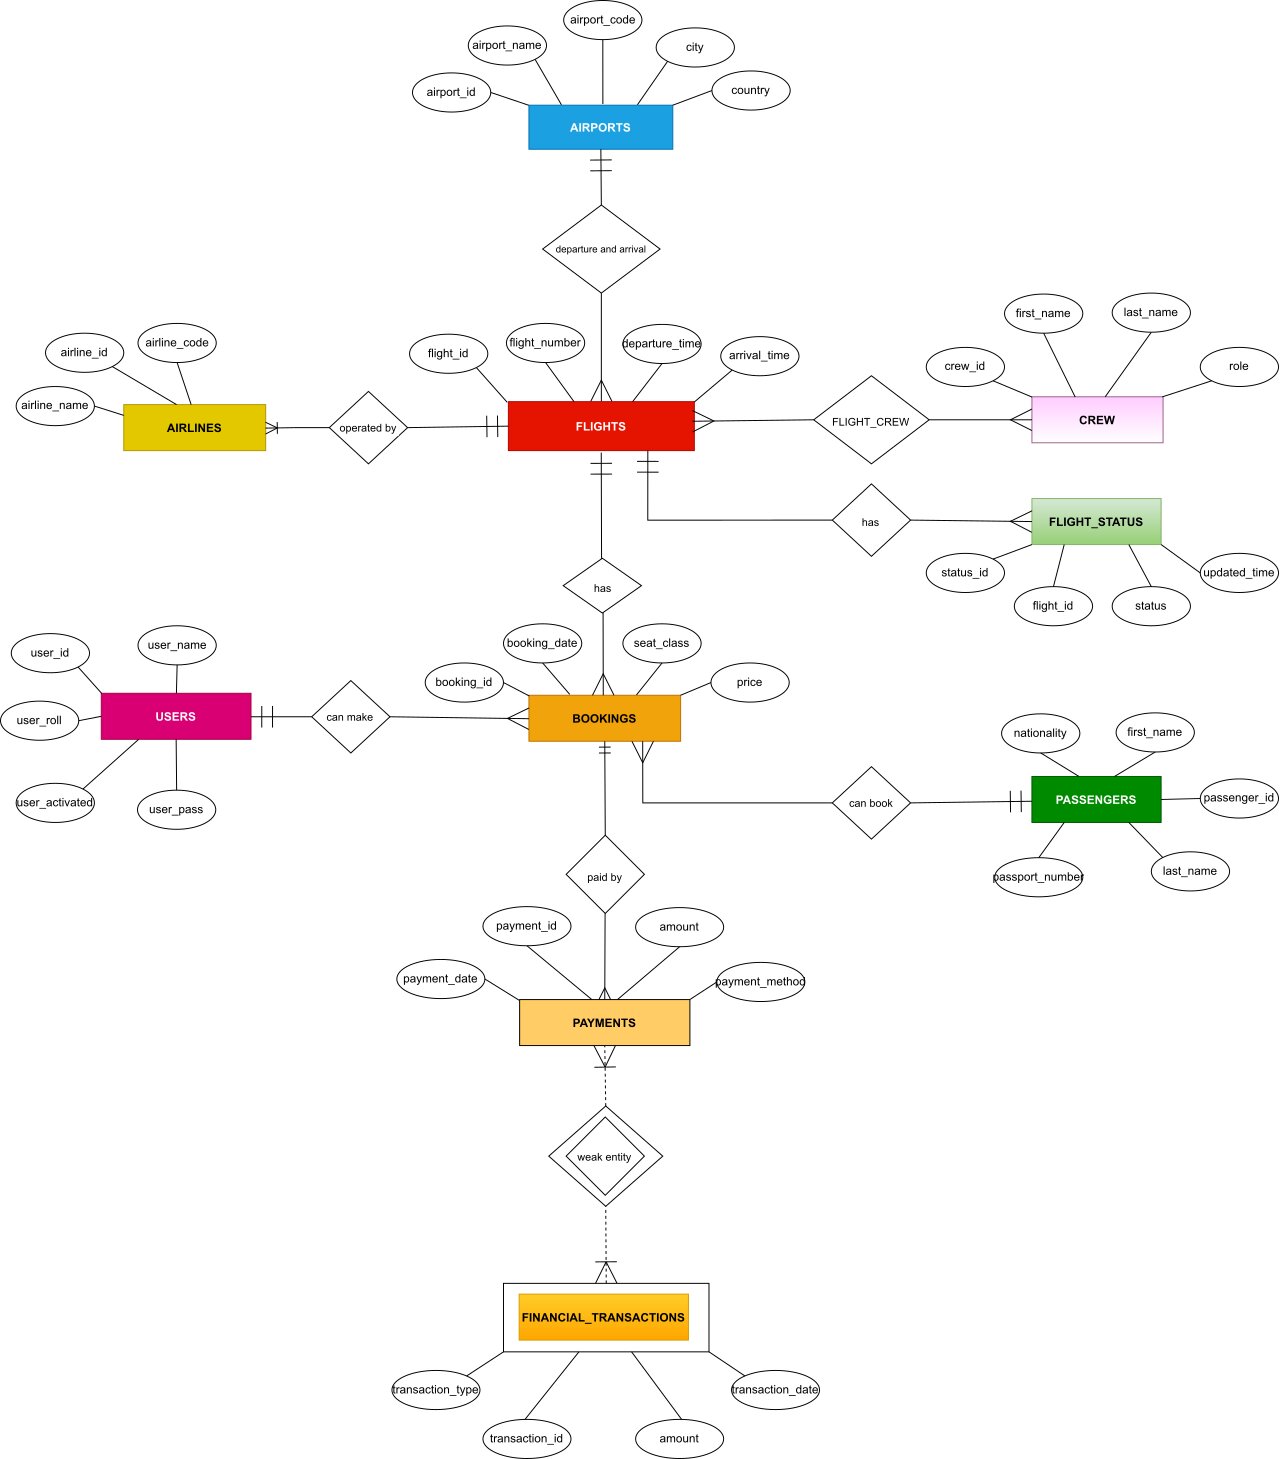 airport_code
airport_name
city
airport_id
country
AIRPORTS
departure and arrival
first_name
last_name
airline_code
flight_number
departure_time
airline_id
flight_id
arrival_time
crew_id
role
airline_name
AIRLINES
operated by
FLIGHTS
FLIGHT_CREW
CREW
has
FLIGHT_STATUS
status_id
updated_time
flight_id
status
has
user_name
user_id
booking_date
seat_class
booking_id
price
user_roll
USERS
can make
BOOKINGS
nationality
first_name
user_activated
user_pass
can book
PASSENGERS
passenger_id
passport_number
last_name
paid by
payment_id
amount
payment_date
payment_method
PAYMENTS
weak entity
FINANCIAL_TRANSACTIONS
transaction_type
transaction_date
transaction_id
amount